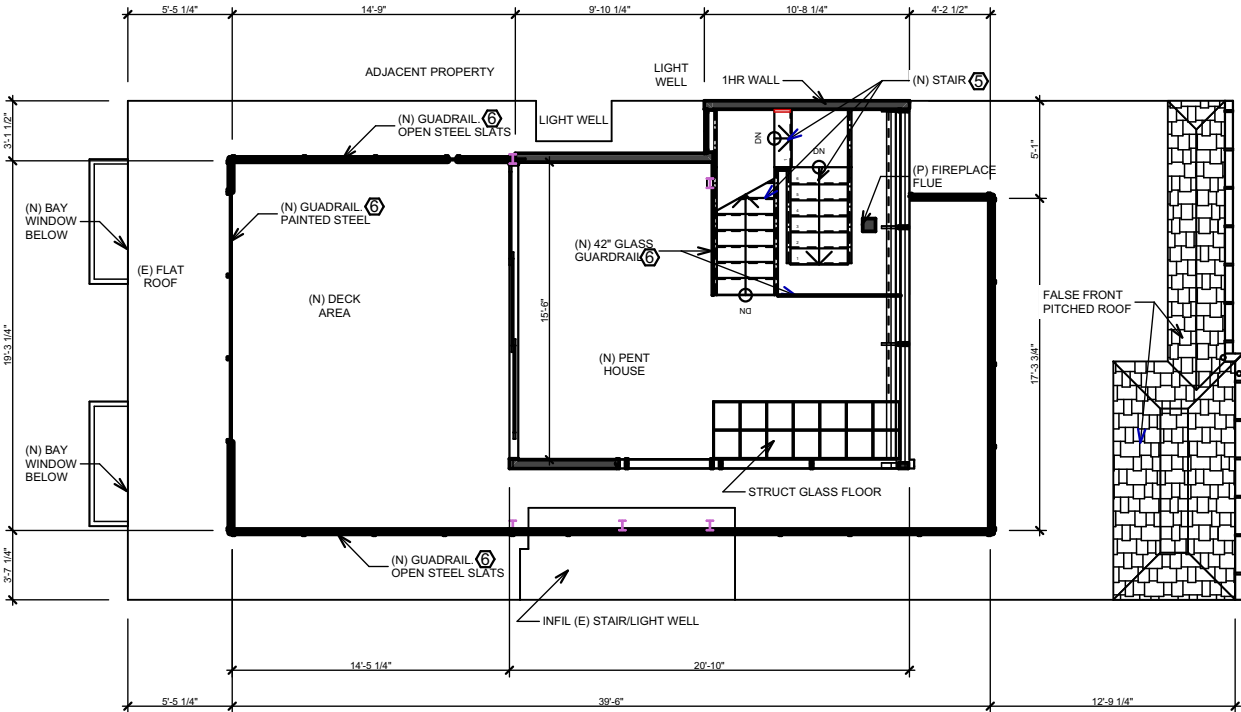 5'-5 1/4"
14'-9"
9'-10 1/4"
10'-8 1/4"
4'-2 1/2"
ADJACENT PROPERTY
LIGHT
WELL
1HR WALL
(N) STAIR 5
LIGHT WELL
(N) GUADRAIL. 6
OPEN STEEL SLATS
3'-1 1/2"
5'-1"
DN
DN
(P) FIREPLACE
FLUE
(N) BAY
WINDOW
BELOW
(N) GUADRAIL. 6
PAINTED STEEL
(N) 42" GLASS
GUARDRAIL 6
(E) FLAT
ROOF
(N) DECK
AREA
15'-6"
DN
FALSE FRONT
PITCHED ROOF
19'-3 1/4"
17'-3 3/4"
(N) PENT
HOUSE
(N) BAY
WINDOW
BELOW
STRUCT GLASS FLOOR
3'-7 1/4"
(N) GUADRAIL. 6
OPEN STEEL SLATS
INFIL (E) STAIR/LIGHT WELL
14'-5 1/4"
20'-10"
5'-5 1/4"
39'-6"
12'-9 1/4"